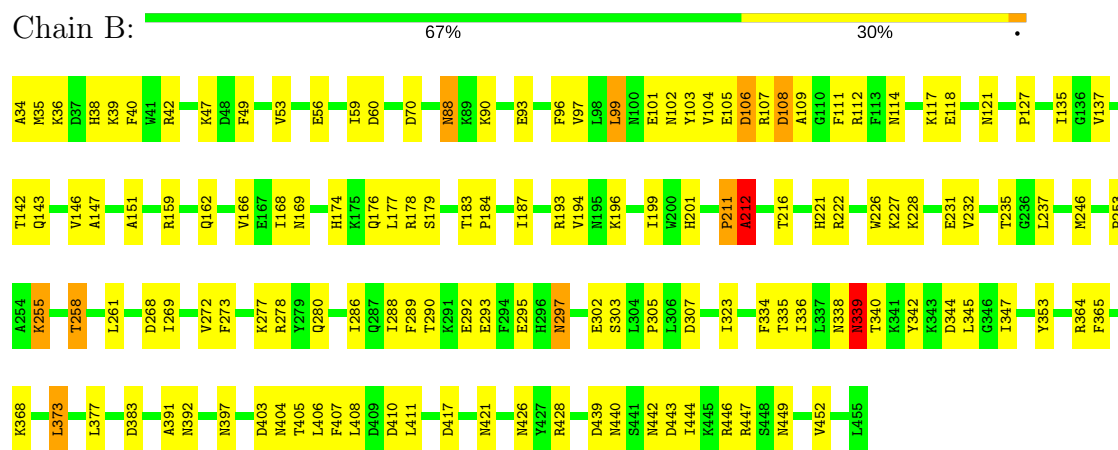 Chain B:
67% 30% •
A34 M35 K36 D37 H38 K39 F40 W41 R42 K47 D48 F49 V53 E56 I59 D60 D70 N88 K89 K90 E93 F96 V97 L98 L99 N100 E101 N102 Y103 V104 E105 D106 R107 D108 A109 G110 F111 R112 F113 N114 K117 E118 N121 P127 I135 G136 V137
T142 Q143 V146 A147 A151 R159 Q162 V166 E167 I168 N169 H174 K175 Q176 L177 R178 S179 T183 P184 I187 R193 V194 N195 K196 I199 W200 H201 P211 A212 T216 H221 R222 W226 K227 K228 E231 V232 T235 G236 L237 M246
A254 K255 T258 L261 D268 I269 V272 F273 K277 R278 Y279 Q280 I286 Q287 I288 F289 T290 K291 E292 E293 F294 E295 H296 N297 E302 S303 L304 P305 L306 D307 I323 F334 T335 I336 L337 N338 N339 T340 K341 Y342 K343 D344 L345 G346 I347 Y353 R364 F365
K368 L373 L377 D383 A391 N392 N397 D403 N404 T405 L406 F407 L408 D409 D410 L411 D417 N421 N426 Y427 R428 D439 N440 S441 N442 D443 I444 K445 R446 R447 S448 N449 V452 L455